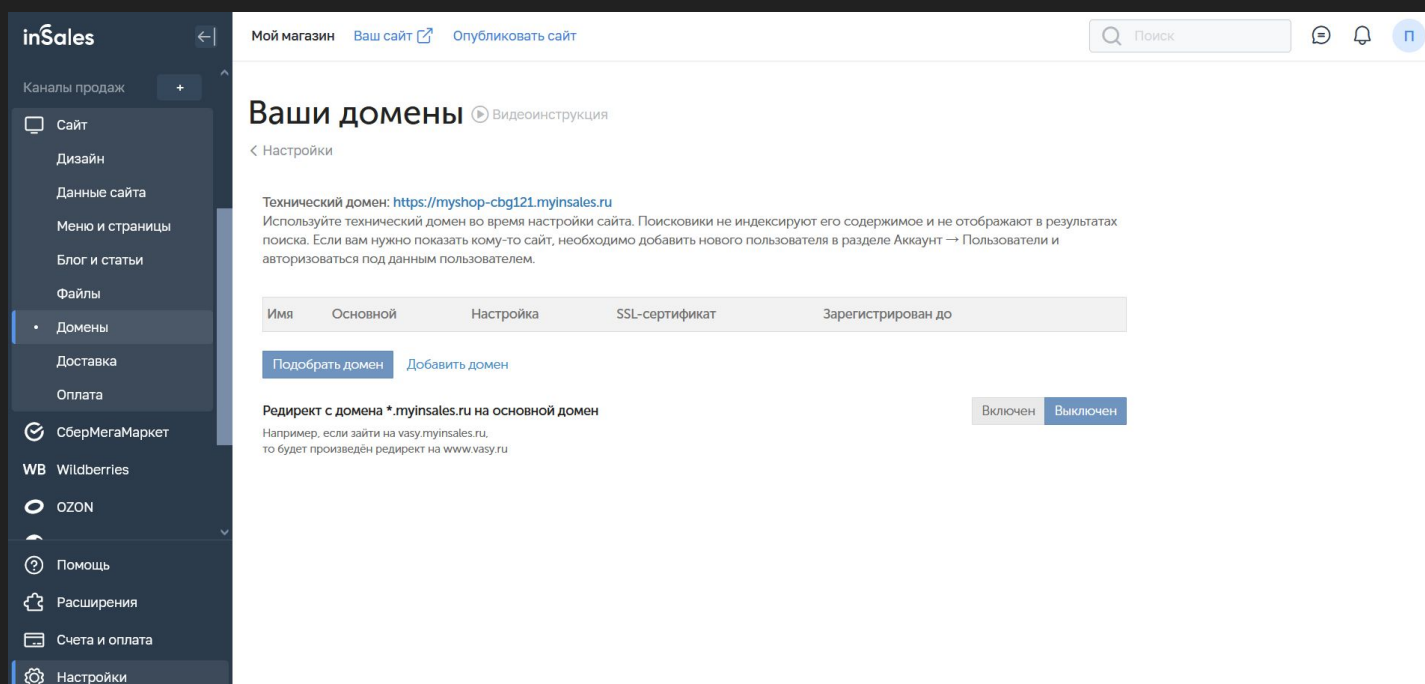 inSales
Мой магазин Ваш сайт Опубликовать сайт
Поиск
П
Каналы продаж +
Сайт
Дизайн
Данные сайта
Меню и страницы
Блог и статьи
Файлы
Домены
Доставка
Оплата
СберМегаМаркет
WB Wildberries
OZON
Помощь
Расширения
Счета и оплата
Настройки
Ваши домены Видеоинструкция
Настройки
Технический домен: https://myshop-cbg121.myinsales.ru
Используйте технический домен во время настройки сайта. Поисковики не индексируют его содержимое и не отображают в результатах
поиска. Если вам нужно показать кому-то сайт, необходимо добавить нового пользователя в разделе Аккаунт → Пользователи и
авторизоваться под данным пользователем.
Имя Основной Настройка SSL-сертификат Зарегистрирован до
Подобрать домен Добавить домен
Редирект с домена *.myinsales.ru на основной домен
Включен Выключен
Например, если зайти на vasy.myinsales.ru,
то будет произведён редирект на www.vasy.ru